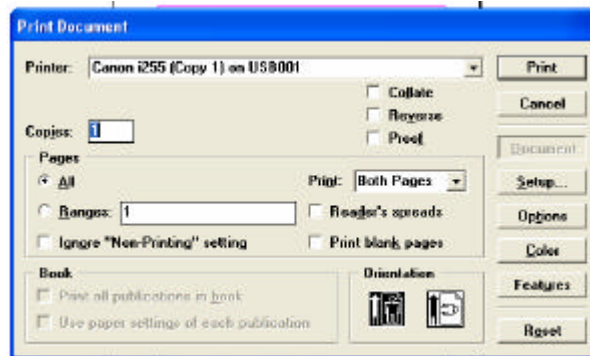 Print Document
Printer: Canon i255 (Copy 1) on USB001
Print
Collate
Cancel
Reverse
Copies: 1
Proof
Document
Pages
All
Print: Both Pages
Setup...
Ranges: 1
Reader's spreads
Options
Ignore "Non-Printing" setting
Print blank pages
Color
Book
Orientation
Features
Print all publications in book
Use paper settings of each publication
Reset